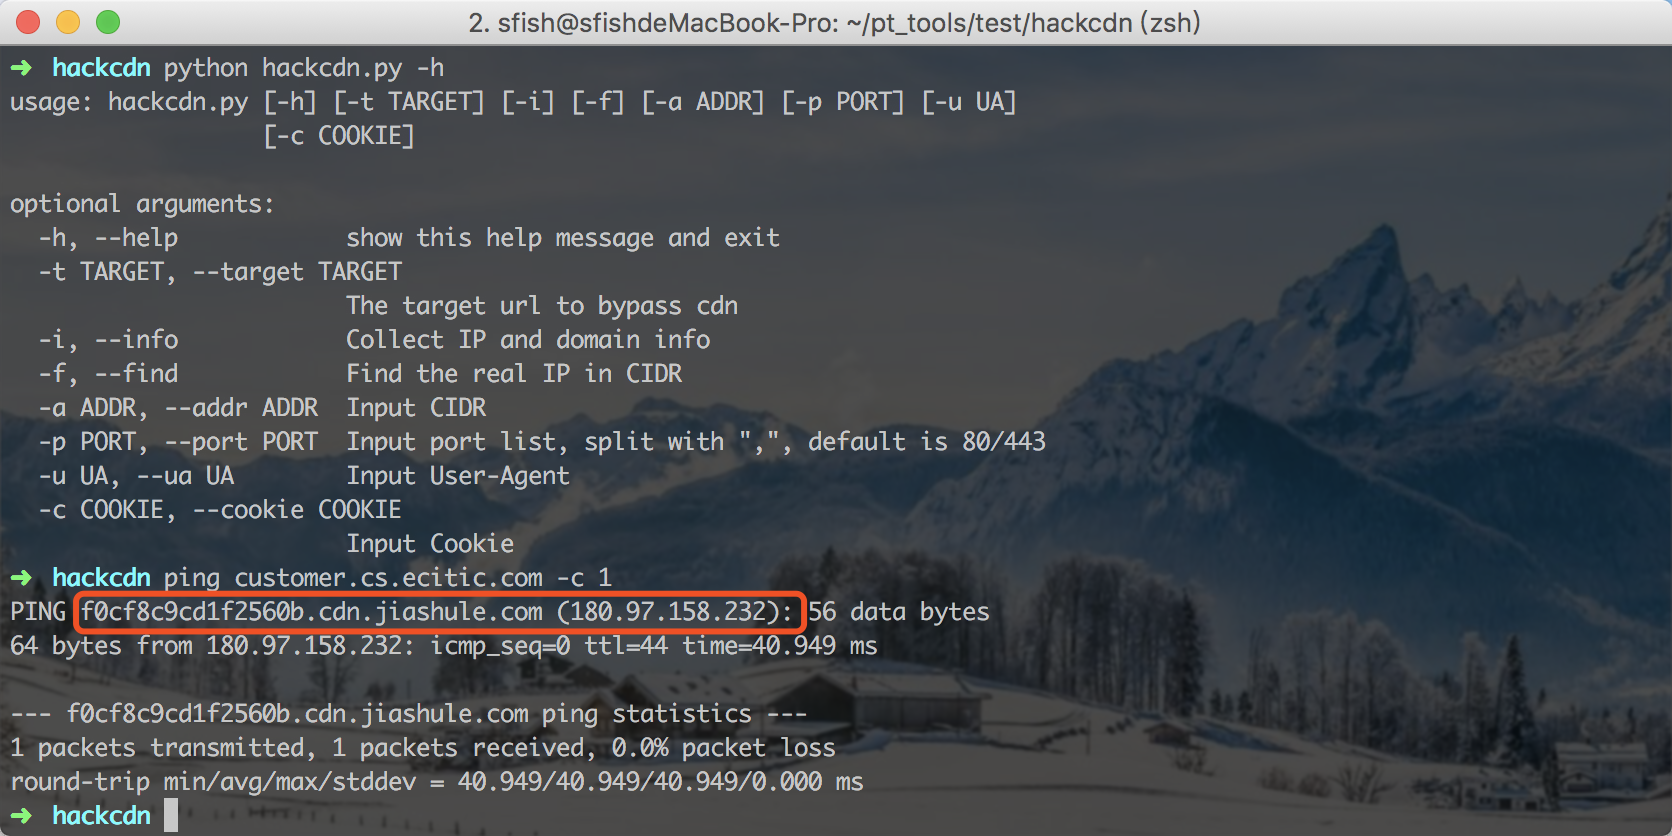 2. sfish@sfishdeMacBook-Pro: ~/pt_tools/test/hackcdn (zsh)
➜ hackcdn python hackcdn.py -h
usage: hackcdn.py [-h] [-t TARGET] [-i] [-f] [-a ADDR] [-p PORT] [-u UA]
                  [-c COOKIE]
optional arguments:
  -h, --help            show this help message and exit
  -t TARGET, --target TARGET
                        The target url to bypass cdn
  -i, --info            Collect IP and domain info
  -f, --find            Find the real IP in CIDR
  -a ADDR, --addr ADDR  Input CIDR
  -p PORT, --port PORT  Input port list, split with ",", default is 80/443
  -u UA, --ua UA        Input User-Agent
  -c COOKIE, --cookie COOKIE
                        Input Cookie
➜ hackcdn ping customer.cs.ecitic.com -c 1
PING f0cf8c9cd1f2560b.cdn.jiashule.com (180.97.158.232): 56 data bytes
64 bytes from 180.97.158.232: icmp_seq=0 ttl=44 time=40.949 ms
--- f0cf8c9cd1f2560b.cdn.jiashule.com ping statistics ---
1 packets transmitted, 1 packets received, 0.0% packet loss
round-trip min/avg/max/stddev = 40.949/40.949/40.949/0.000 ms
➜ hackcdn